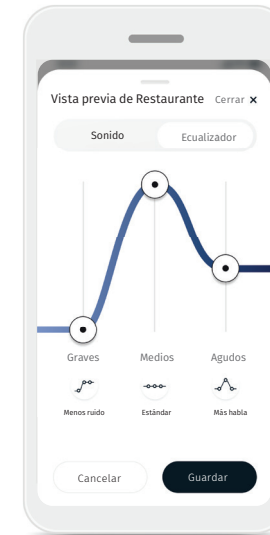 Vista previa de Restaurante Cerrar ×
Sonido Ecualizador
Graves Medios Agudos
Menos ruido Estándar Más habla
Cancelar Guardar